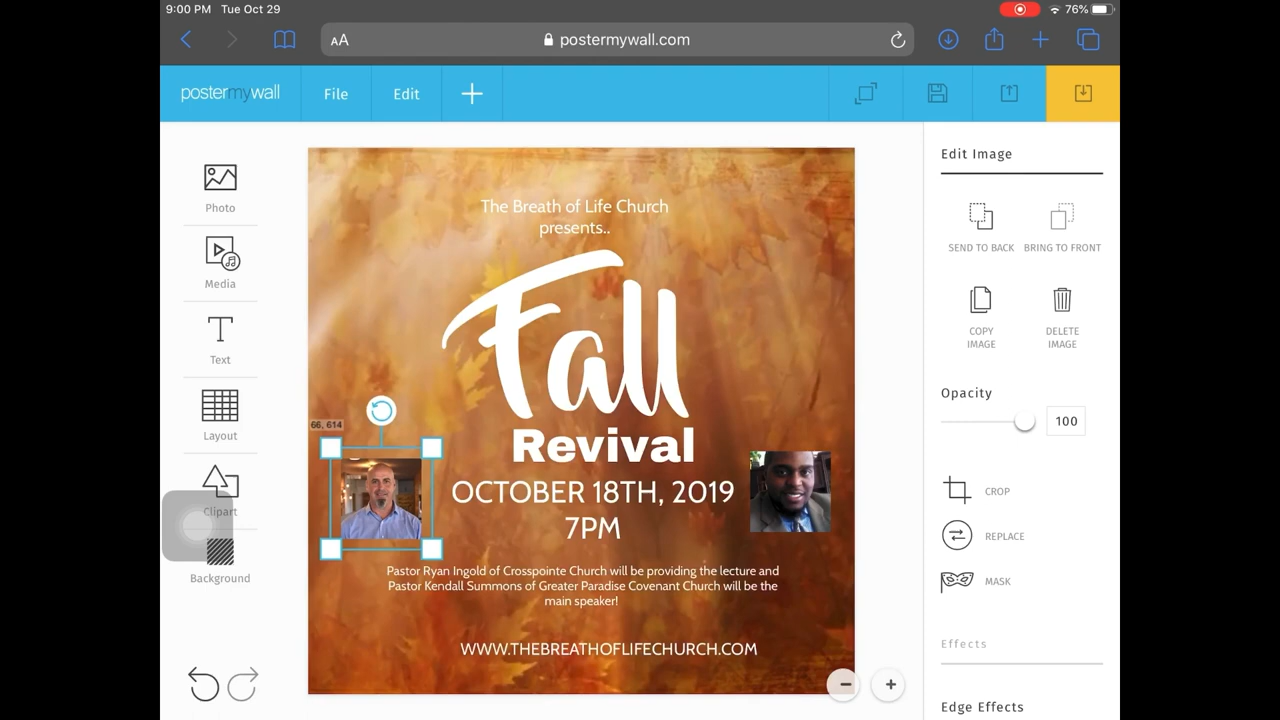 9:00 PM Tue Oct 29
76%
AA
postermywall.com
postermywall
File
Edit
Photo
Media
Text
Layout
Clipart
Background
The Breath of Life Church
presents..
Fall
Revival
OCTOBER 18TH, 2019
7PM
Pastor Ryan Ingold of Crosspointe Church will be providing the lecture and
Pastor Kendall Summons of Greater Paradise Covenant Church will be the
main speaker!
WWW.THEBREATHOFLIFECHURCH.COM
66, 614
Edit Image
SEND TO BACK
BRING TO FRONT
COPY
IMAGE
DELETE
IMAGE
Opacity
100
CROP
REPLACE
MASK
Effects
Edge Effects